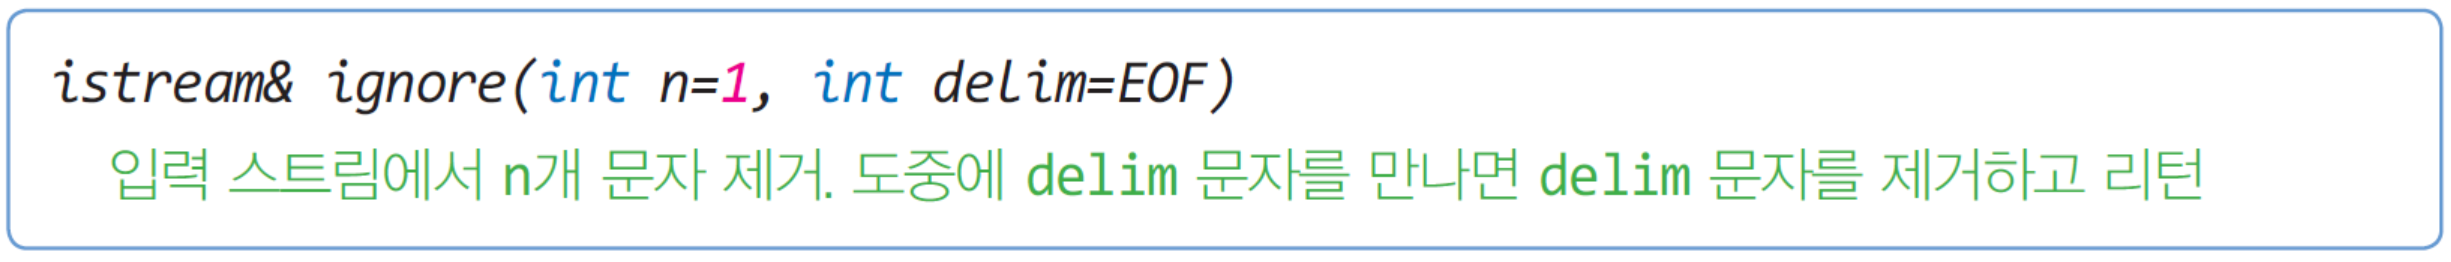 istream& ignore(int n=1, int delim=EOF)
입력 스트림에서 n개 문자 제거. 도중에 delim 문자를 만나면 delim 문자를 제거하고 리턴